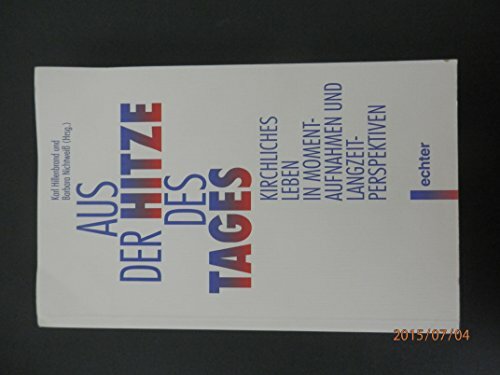 Karl Hillenbrand und
Barbara Nichtweiß (Hrsg.)
AUS
DER HITZE
DES
TAGES
KIRCHLICHES
LEBEN
IN MOMENT-
AUFNAHMEN UND
LANGZEIT-
PERSPEKTIVEN
echter
2015/07/04